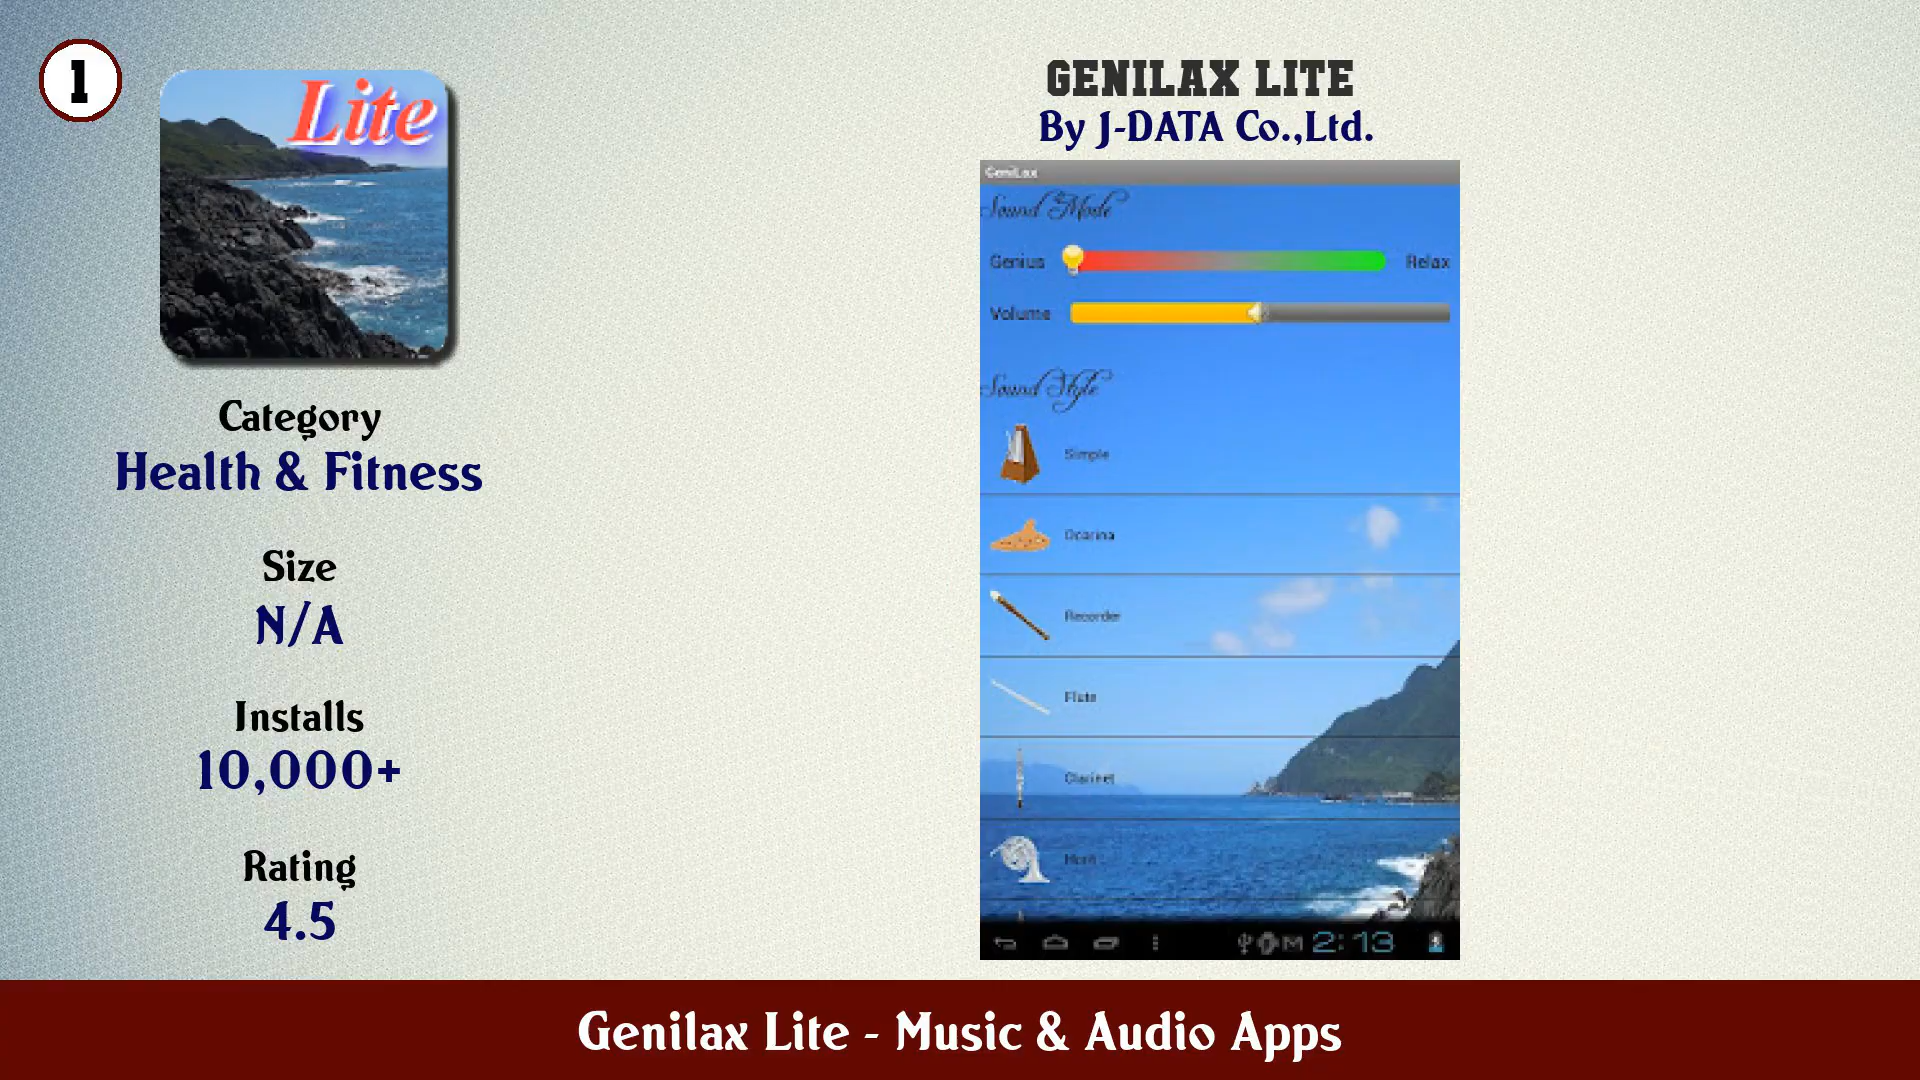 1
Lite
Category
Health & Fitness
Size
N/A
Installs
10,000+
Rating
4.5
GENILAX LITE
By J-DATA Co.,Ltd.
GeniLax
Sound Mode
Genius
Relax
Volume
Sound Style
Simple
Ocarina
Recorder
Flute
Clarinet
Horn
2:13
Genilax Lite - Music & Audio Apps